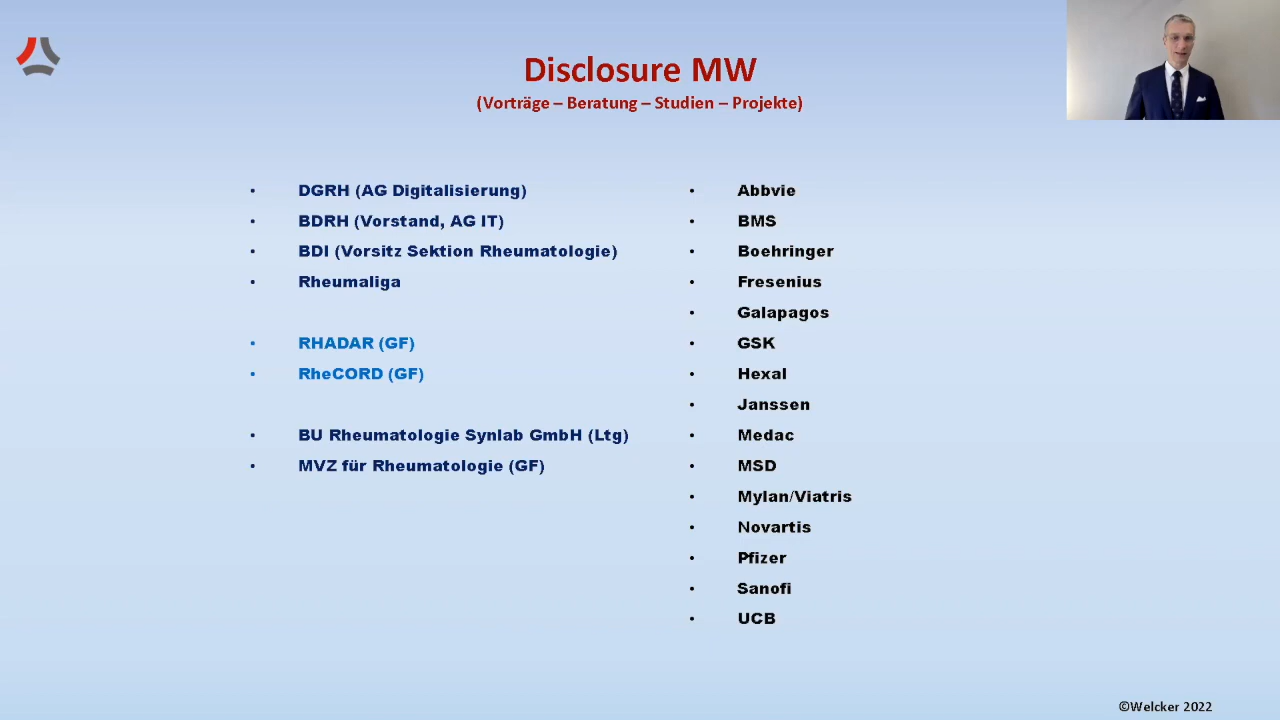 Disclosure MW
(Vorträge – Beratung – Studien – Projekte)
DGRH (AG Digitalisierung)
BDRH (Vorstand, AG IT)
BDI (Vorsitz Sektion Rheumatologie)
Rheumaliga
RHADAR (GF)
RheCORD (GF)
BU Rheumatologie Synlab GmbH (Ltg)
MVZ für Rheumatologie (GF)
Abbvie
BMS
Boehringer
Fresenius
Galapagos
GSK
Hexal
Janssen
Medac
MSD
Mylan/Viatris
Novartis
Pfizer
Sanofi
UCB
©Welcker 2022